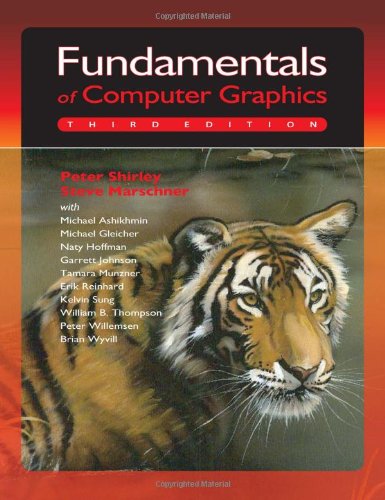 Copyrighted Material
Fundamentals
of Computer Graphics
THIRD EDITION
Peter Shirley
Steve Marschner
with
Michael Ashikhmin
Michael Gleicher
Naty Hoffman
Garrett Johnson
Tamara Munzner
Erik Reinhard
Kelvin Sung
William B. Thompson
Peter Willemsen
Brian Wyvill
Copyrighted Material